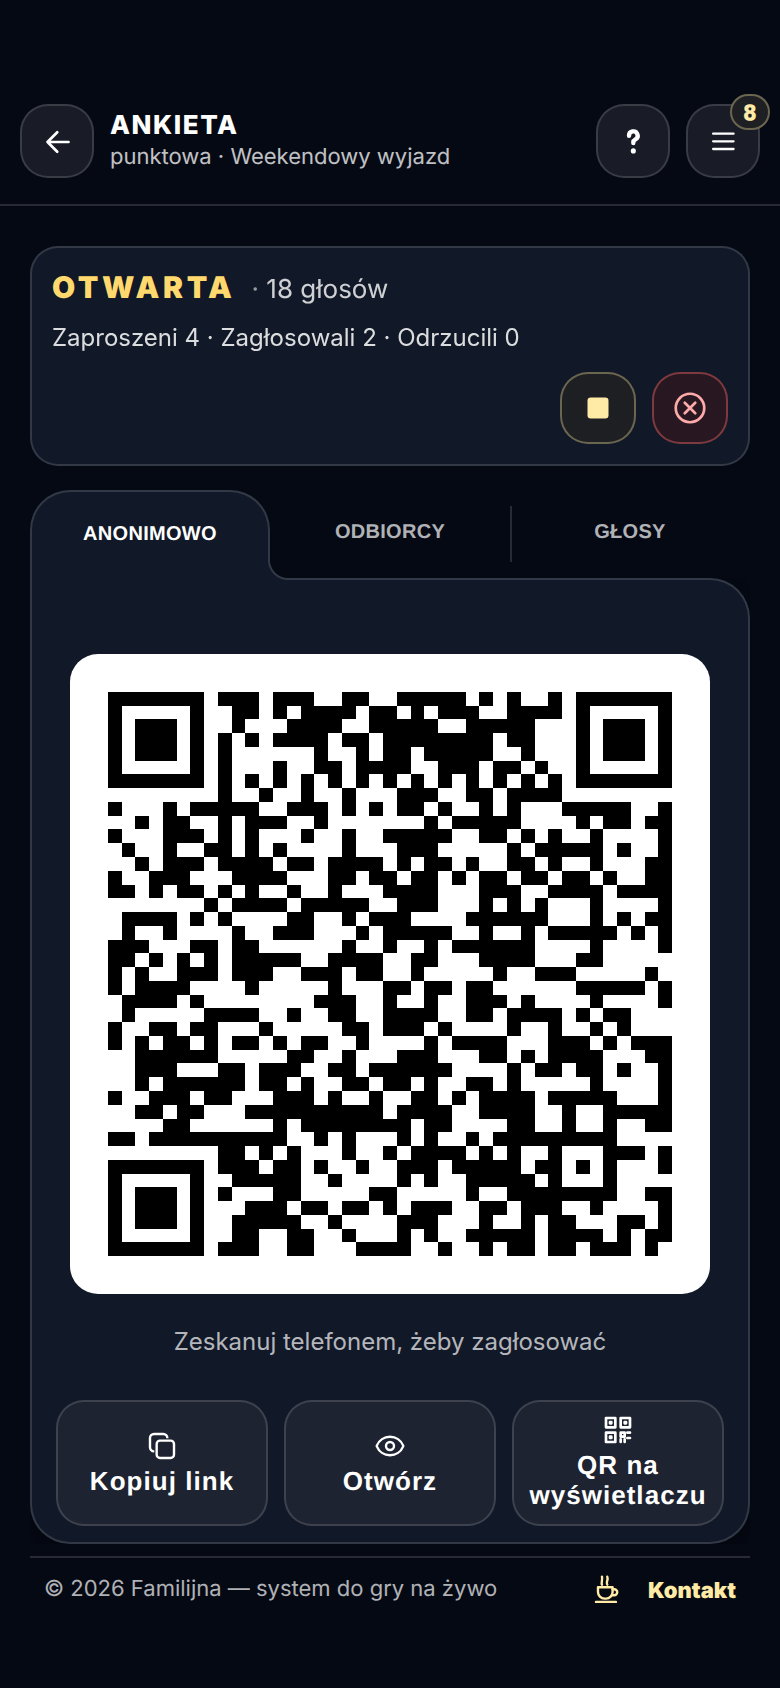 ANKIETA
punktowa · Weekendowy wyjazd
?
8
OTWARTA · 18 głosów
Zaproszeni 4 · Zagłosowali 2 · Odrzucili 0
ANONIMOWO
ODBIORCY
GŁOSY
Zeskanuj telefonem, żeby zagłosować
Kopiuj link
Otwórz
QR na
wyświetlaczu
© 2026 Familijna — system do gry na żywo
Kontakt